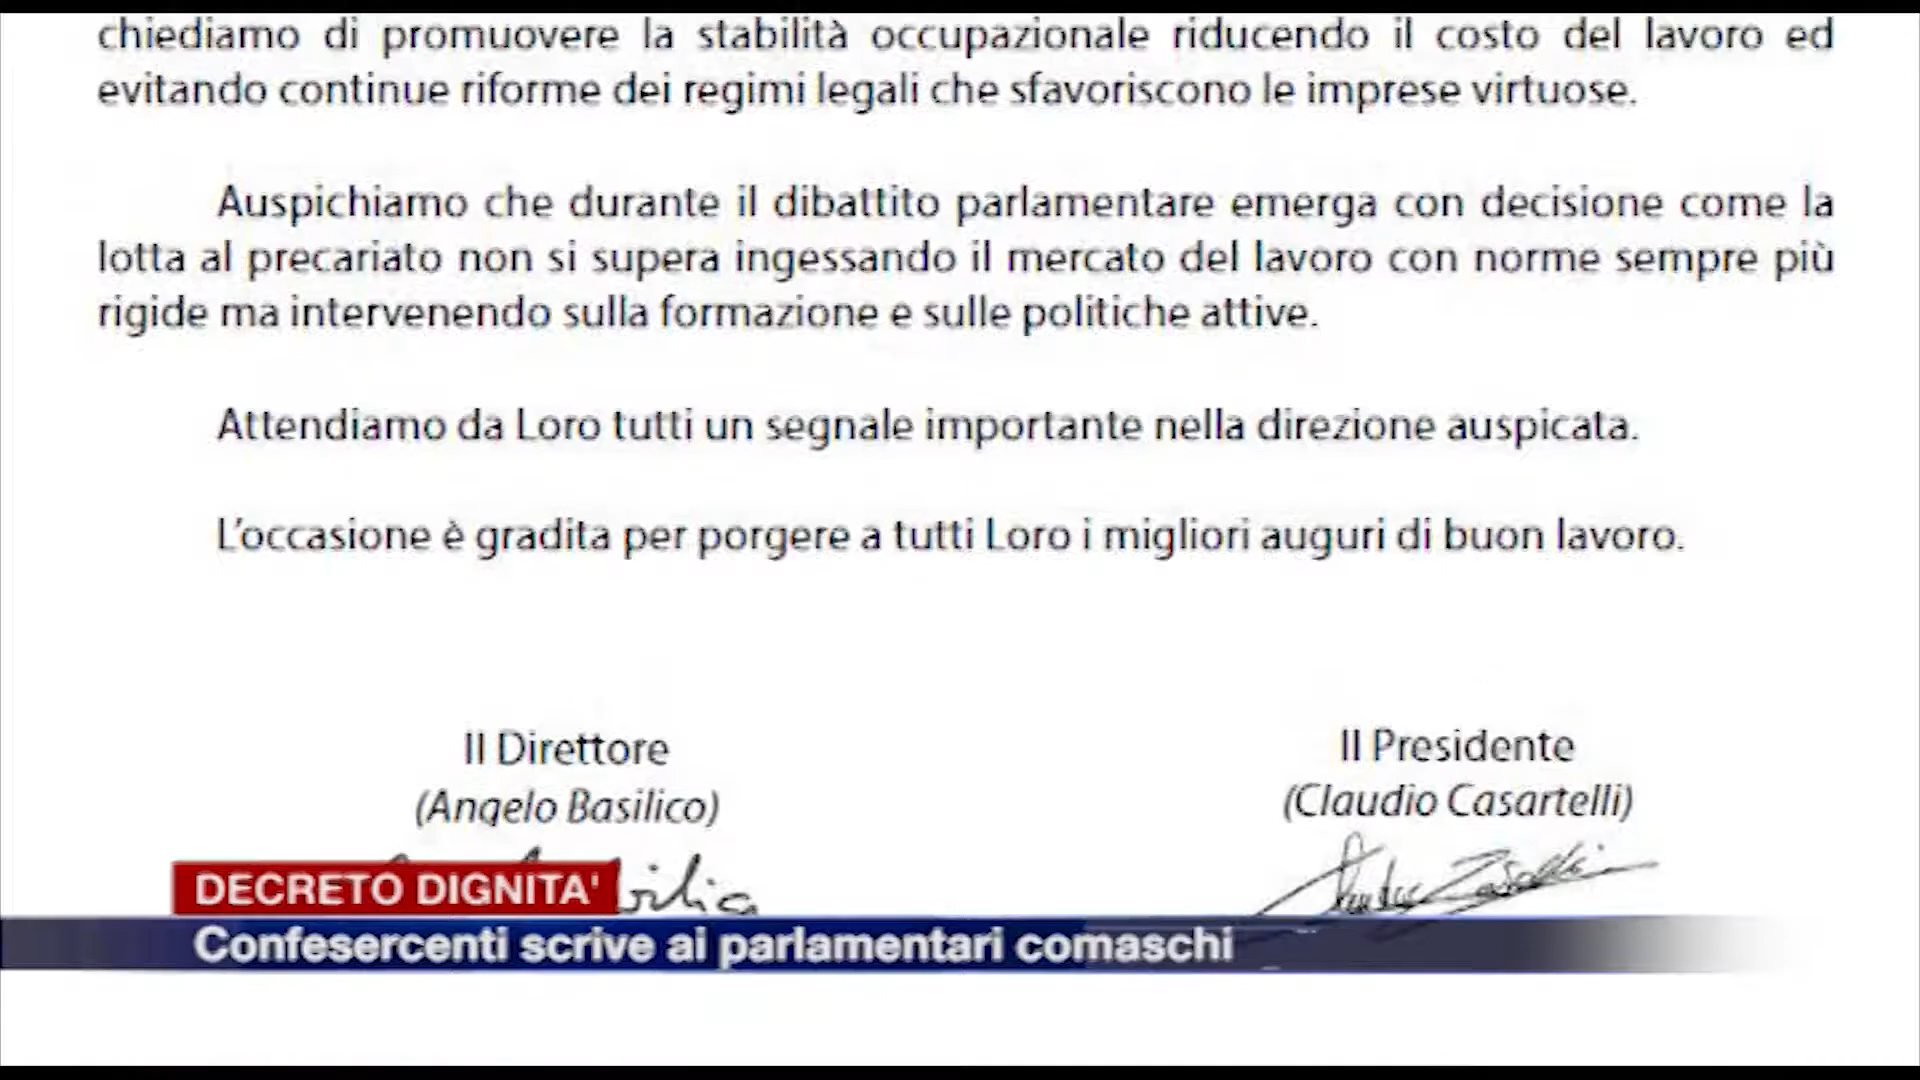 chiediamo di promuovere la stabilità occupazionale riducendo il costo del lavoro ed
evitando continue riforme dei regimi legali che sfavoriscono le imprese virtuose.
Auspichiamo che durante il dibattito parlamentare emerga con decisione come la
lotta al precariato non si supera ingessando il mercato del lavoro con norme sempre più
rigide ma intervenendo sulla formazione e sulle politiche attive.
Attendiamo da Loro tutti un segnale importante nella direzione auspicata.
L'occasione è gradita per porgere a tutti Loro i migliori auguri di buon lavoro.
Il Direttore
(Angelo Basilico)
Il Presidente
(Claudio Casartelli)
DECRETO DIGNITA'
Confesercenti scrive ai parlamentari comaschi